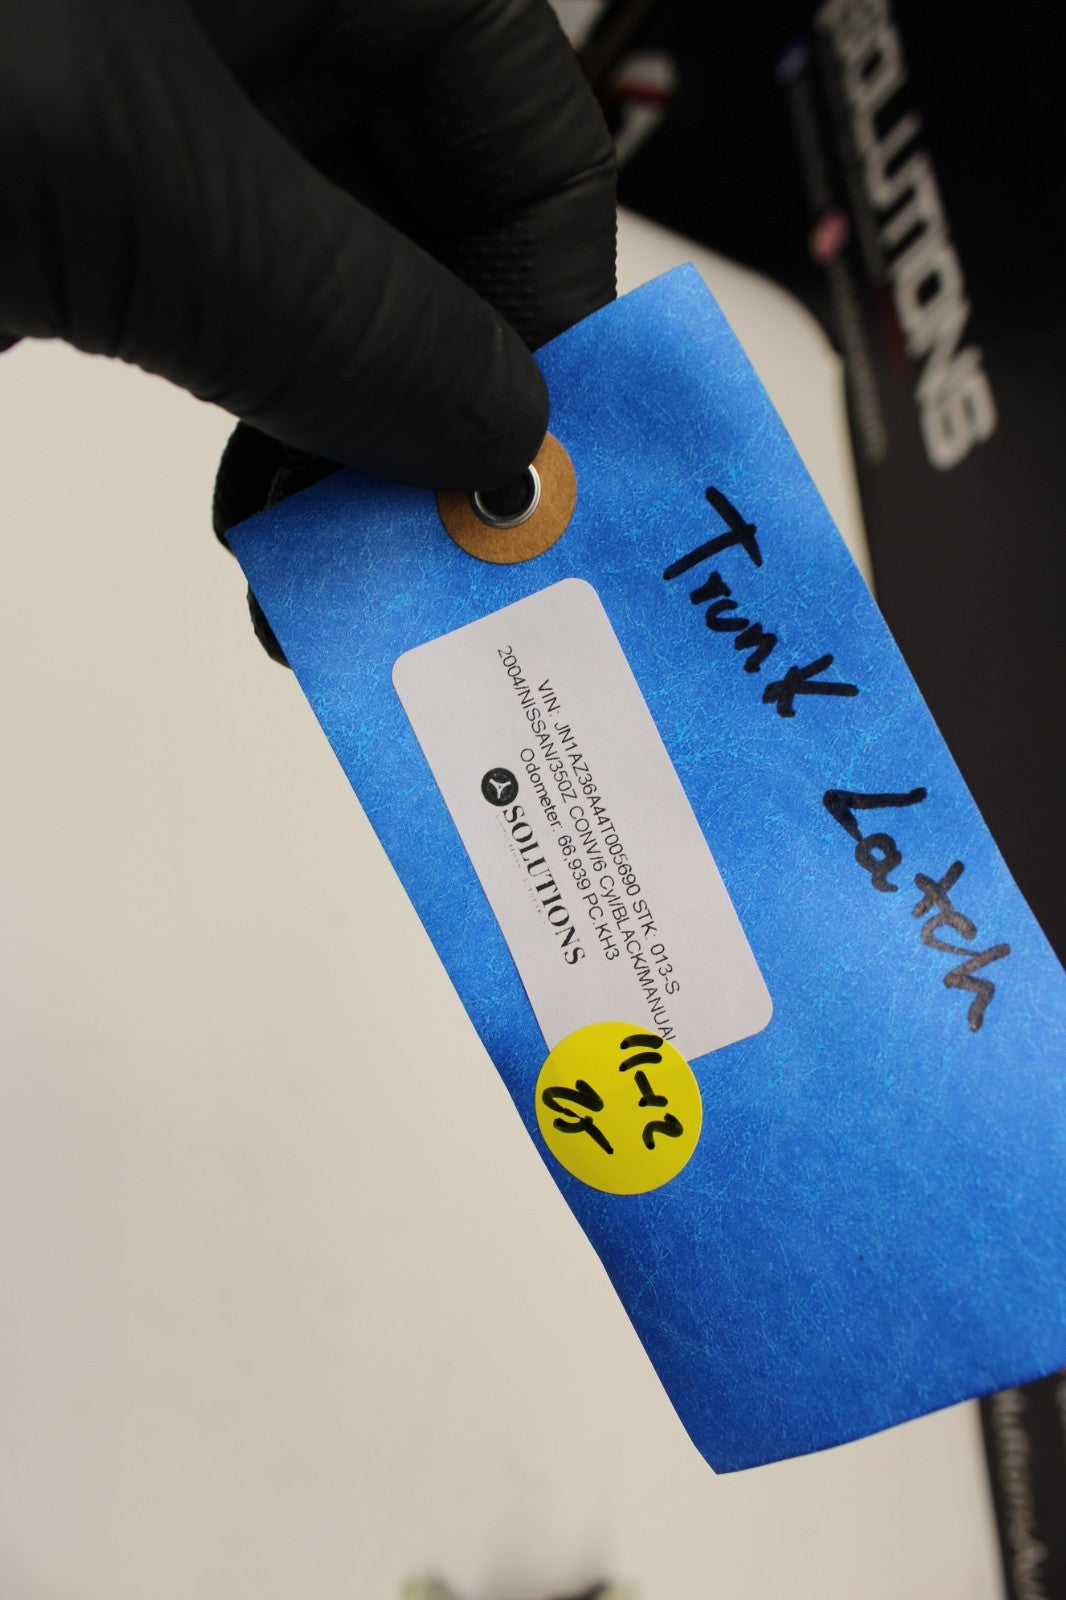 SOLUTIONS
Trunk Latch
VIN: JN1AZ36A44T005690 STK: 013-S
2004/NISSAN/350Z CONV/6 Cyl/BLACK/MANUAL
Odometer: 66,939 PC.KH3
SOLUTIONS
11-12
25